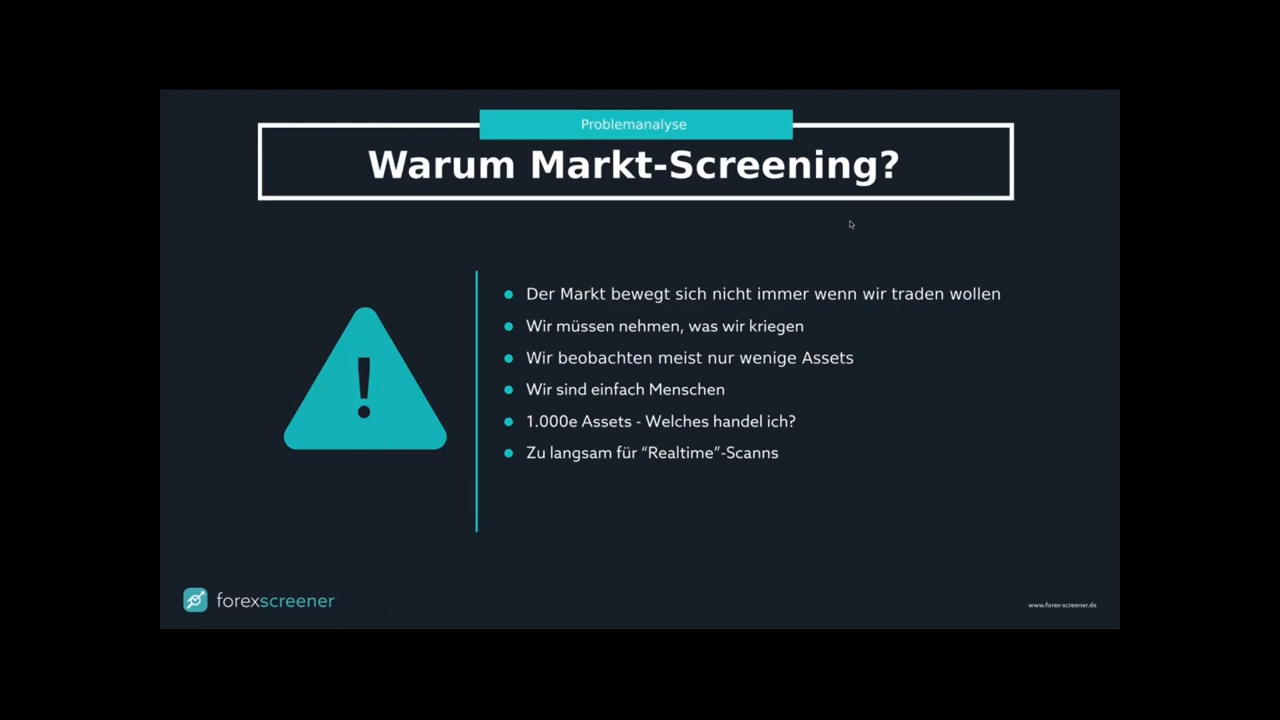 Problemanalyse
Warum Markt-Screening?
Der Markt bewegt sich nicht immer wenn wir traden wollen
Wir müssen nehmen, was wir kriegen
Wir beobachten meist nur wenige Assets
Wir sind einfach Menschen
1.000e Assets - Welches handel ich?
Zu langsam für “Realtime”-Scanns
forexscreener
www.forex-screener.de